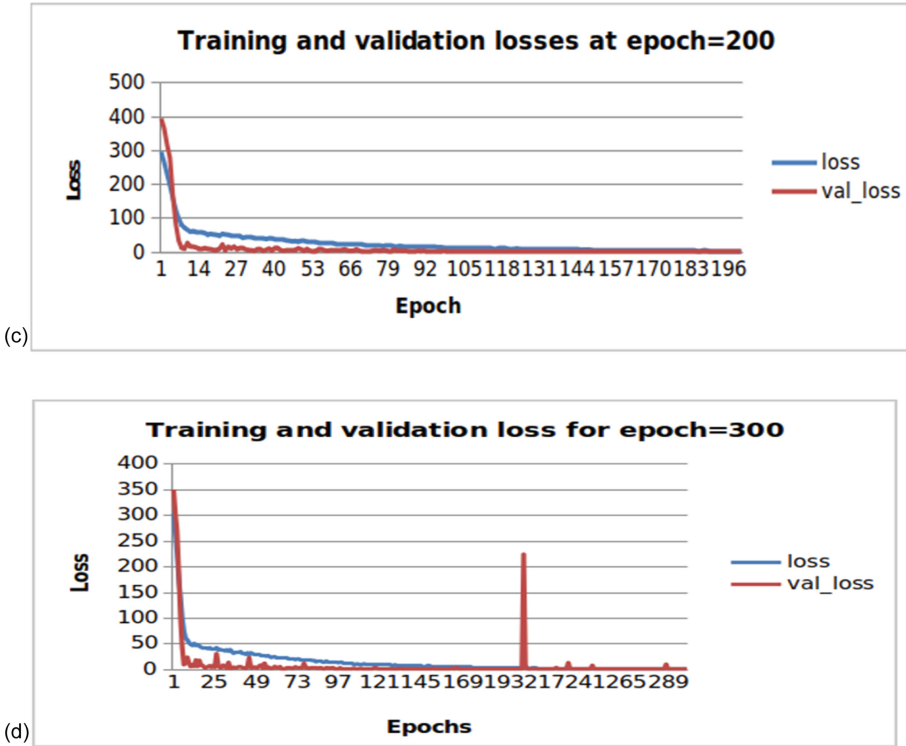 Training and validation losses at epoch=200
500
400
300
200
100
0
Loss
1 14 27 40 53 66 79 92 105118131144157170183196
Epoch
loss
val_loss
(c)
Training and validation loss for epoch=300
400
350
300
250
200
150
100
50
0
Loss
1 25 49 73 97 121145169193217241265289
Epochs
loss
val_loss
(d)